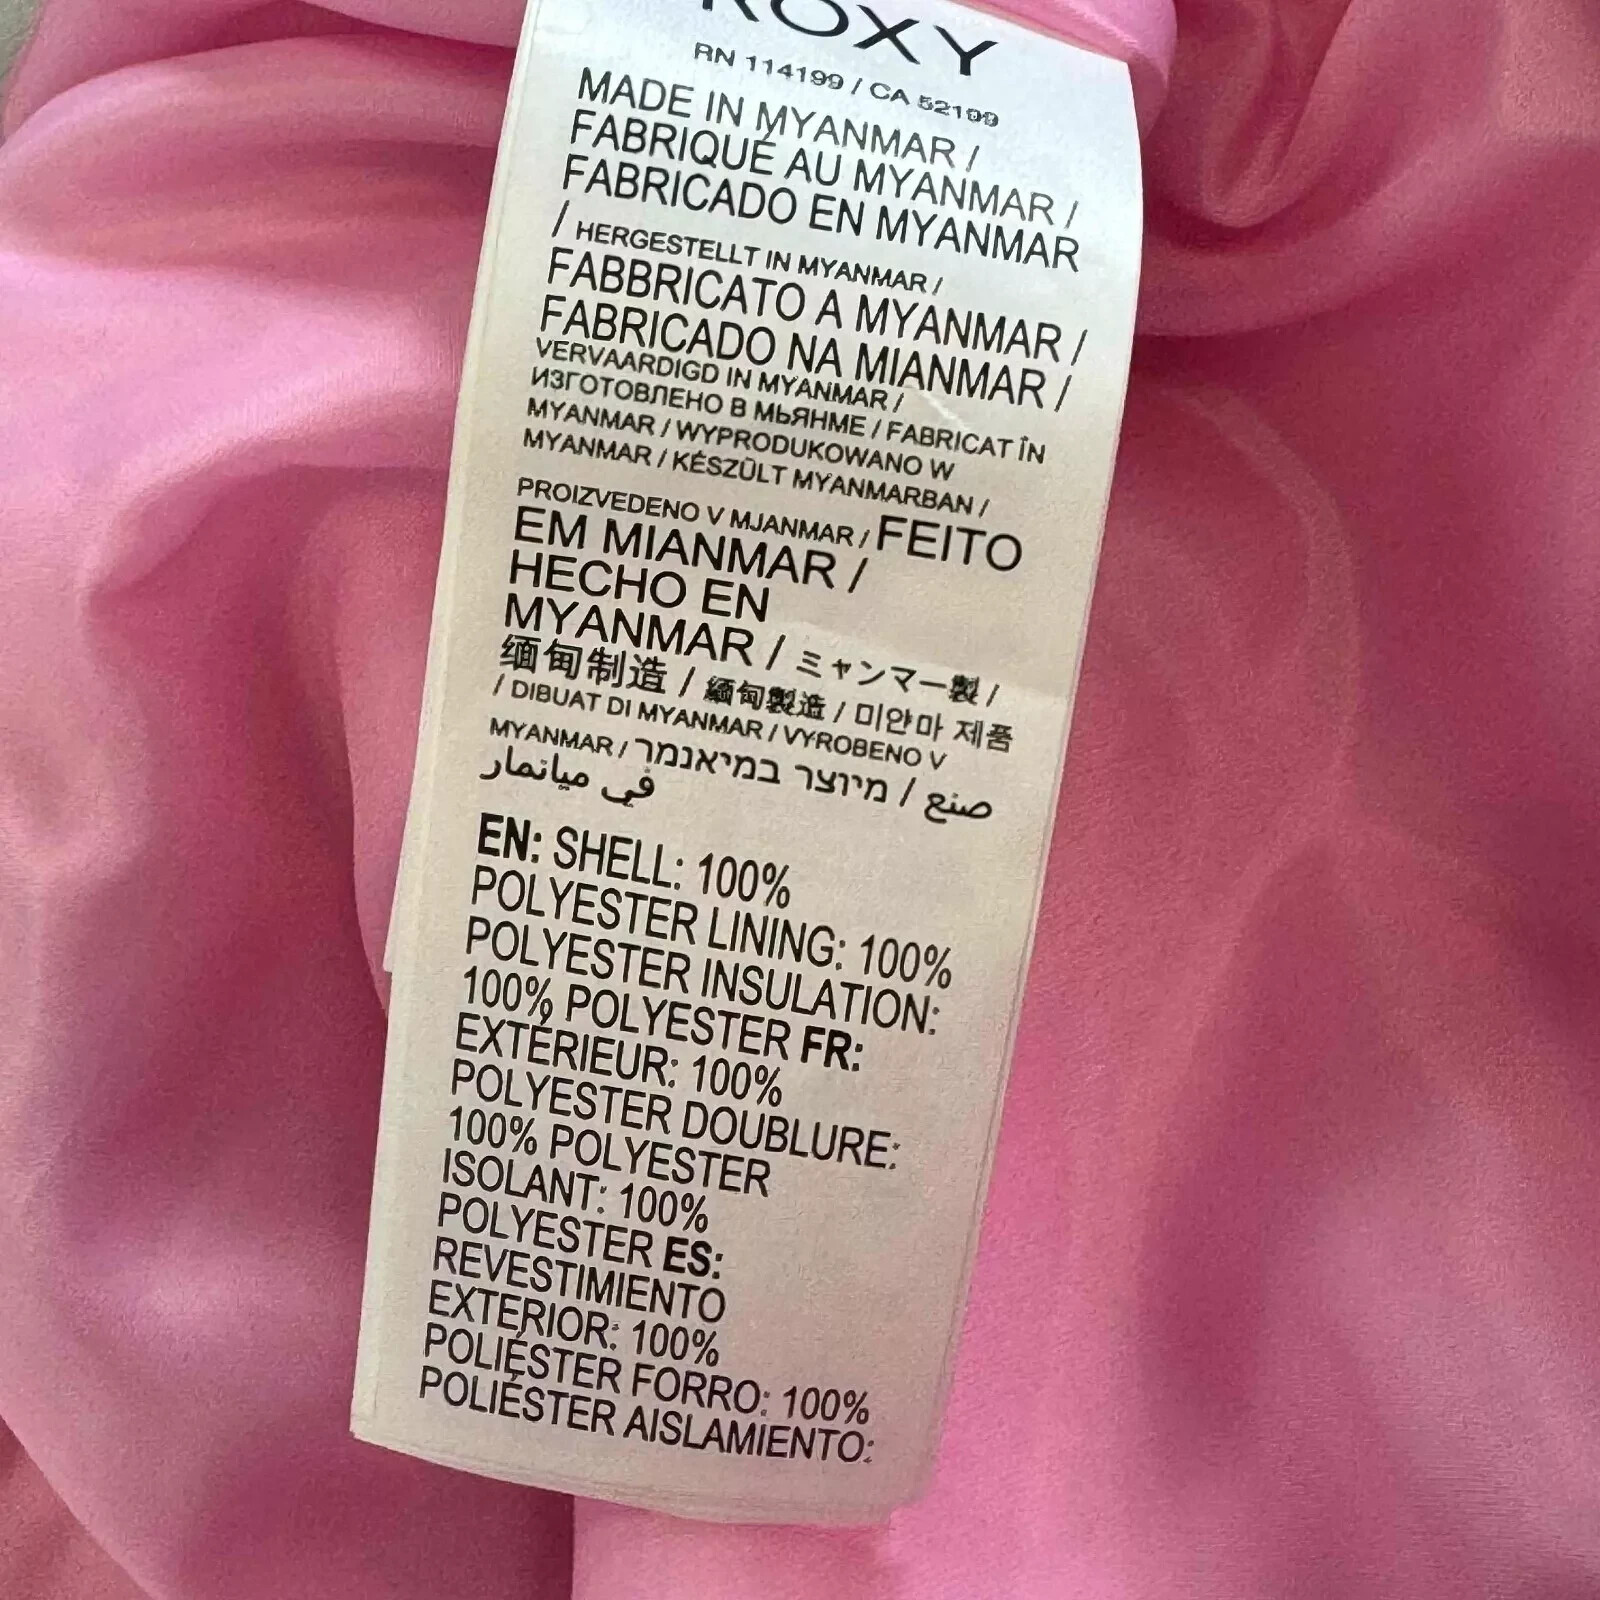 ROXY
RN 114199 / CA 52199
MADE IN MYANMAR /
FABRIQUÉ AU MYANMAR /
FABRICADO EN MYANMAR
/ HERGESTELLT IN MYANMAR /
FABBRICATO A MYANMAR /
FABRICADO NA MIANMAR /
VERVAARDIGD IN MYANMAR /
ИЗГОТОВЛЕНО В МЬЯНМЕ / FABRICAT ÎN
MYANMAR / WYPRODUKOWANO W
MYANMAR / KÉSZÜLT MYANMARBAN /
PROIZVEDENO V MJANMAR / FEITO
EM MIANMAR /
HECHO EN
MYANMAR / ミャンマー製 /
缅甸制造 / 緬甸製造 / 미얀마 제품
/ DIBUAT DI MYANMAR / VYROBENO V
MYANMAR / מיוצר במיאנמר / صنع
في ميانمار
EN: SHELL: 100%
POLYESTER LINING: 100%
POLYESTER INSULATION:
100% POLYESTER FR:
EXTÉRIEUR: 100%
POLYESTER DOUBLURE:
100% POLYESTER
ISOLANT: 100%
POLYESTER ES:
REVESTIMIENTO
EXTERIOR: 100%
POLIÉSTER FORRO: 100%
POLIÉSTER AISLAMIENTO: